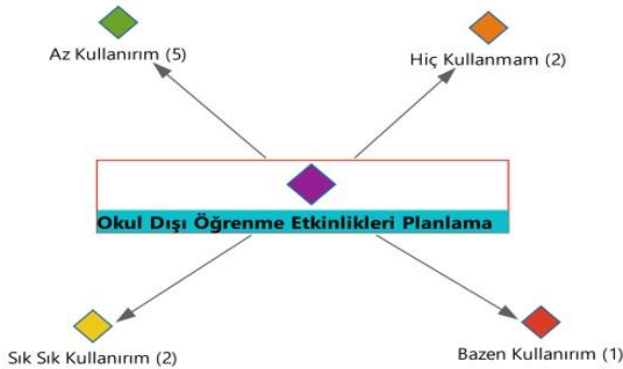 Az Kullanırım (5)
Hiç Kullanmam (2)
Okul Dışı Öğrenme Etkinlikleri Planlama
Sık Sık Kullanırım (2)
Bazen Kullanırım (1)